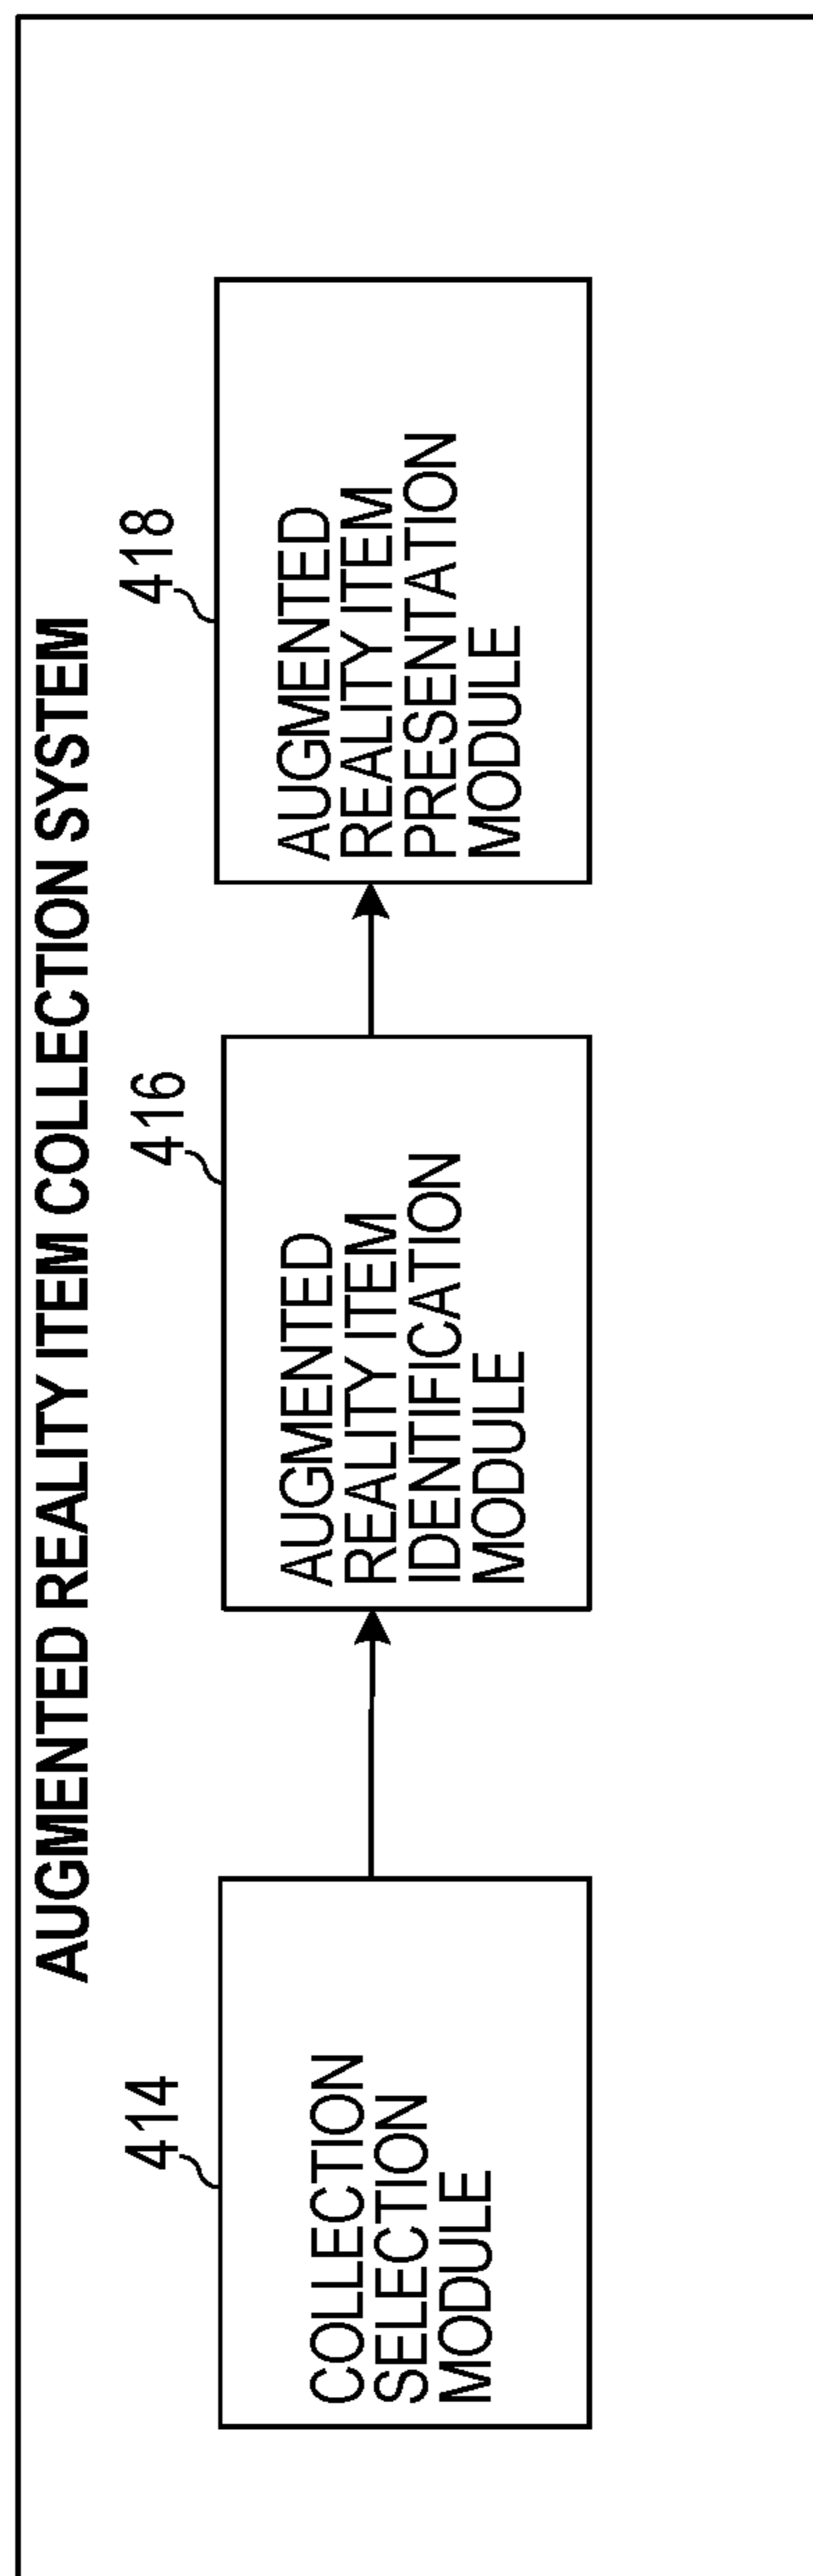 AUGMENTED REALITY ITEM COLLECTION SYSTEM
414
COLLECTION
SELECTION
MODULE
416
AUGMENTED
REALITY ITEM
IDENTIFICATION
MODULE
418
AUGMENTED
REALITY ITEM
PRESENTATION
MODULE